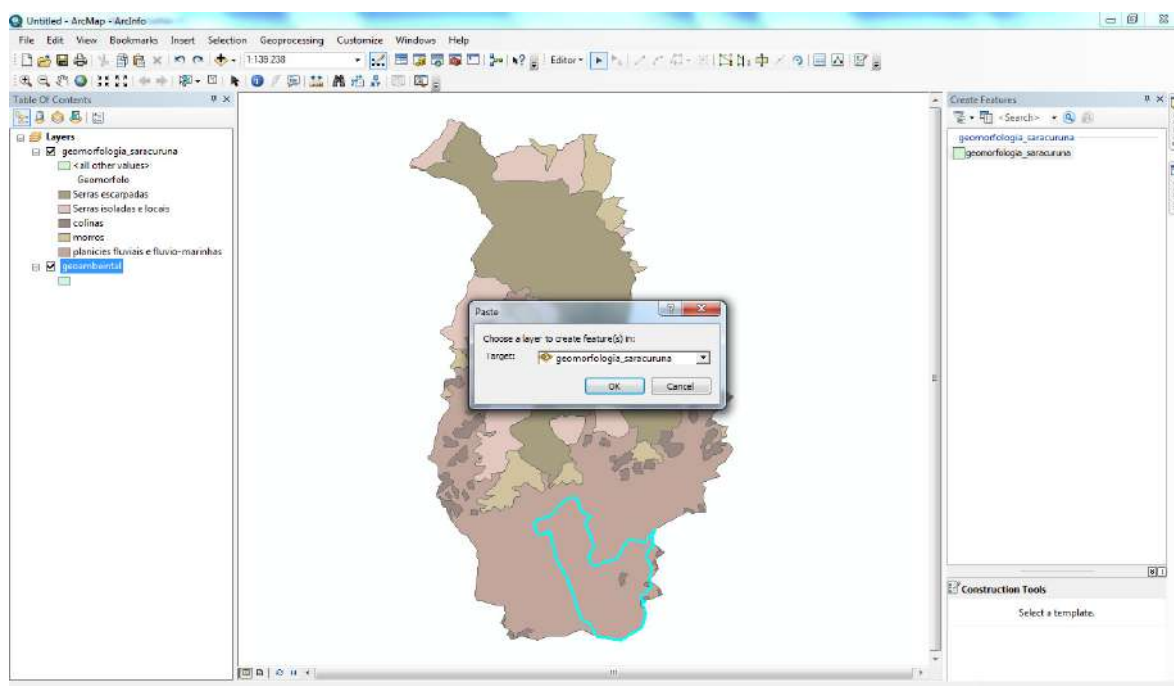 Untitled - ArcMap - ArcInfo
File Edit View Bookmarks Insert Selection Geoprocessing Customize Windows Help
1:139.238
Editor
Table Of Contents
Layers
geomorfologia_saracuruna
<all other values>
Geomorfolo
Serras escarpadas
Serras isoladas e locais
colinas
morros
planicies fluviais e fluvio-marinhas
geoambaintal
Paste
Choose a layer to create feature(s) in:
Target:
geomorfologia_saracuruna
OK
Cancel
Create Features
<Search>
geomorfologia_saracuruna
geomorfologia_saracuruna
Construction Tools
Select a template.